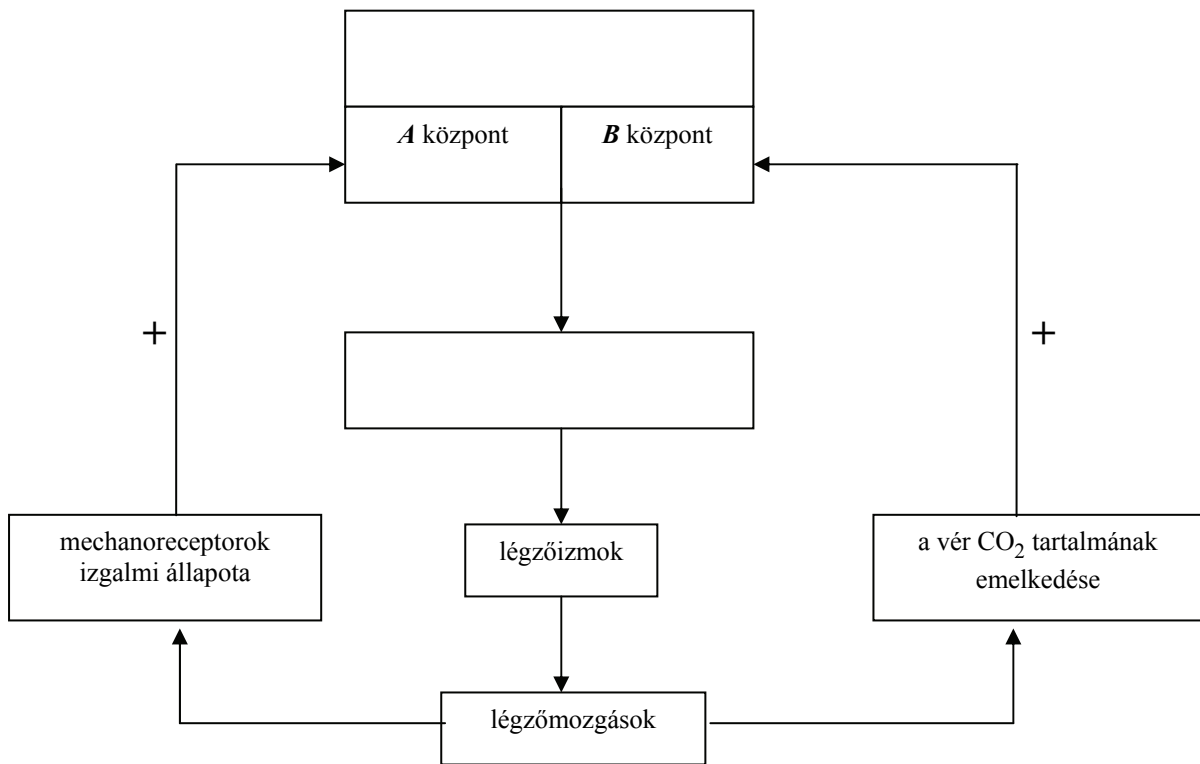 A központ
B központ
+
+
mechanoreceptorok
izgalmi állapota
légzőizmok
a vér CO₂ tartalmának
emelkedése
légzőmozgások